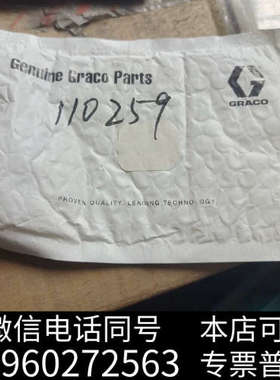 Genuine Graco Parts
110259
GRACO
PROVEN QUALITY. LEADING TECHNOLOGY.
微信电话同号
本店可
960272563
专票普